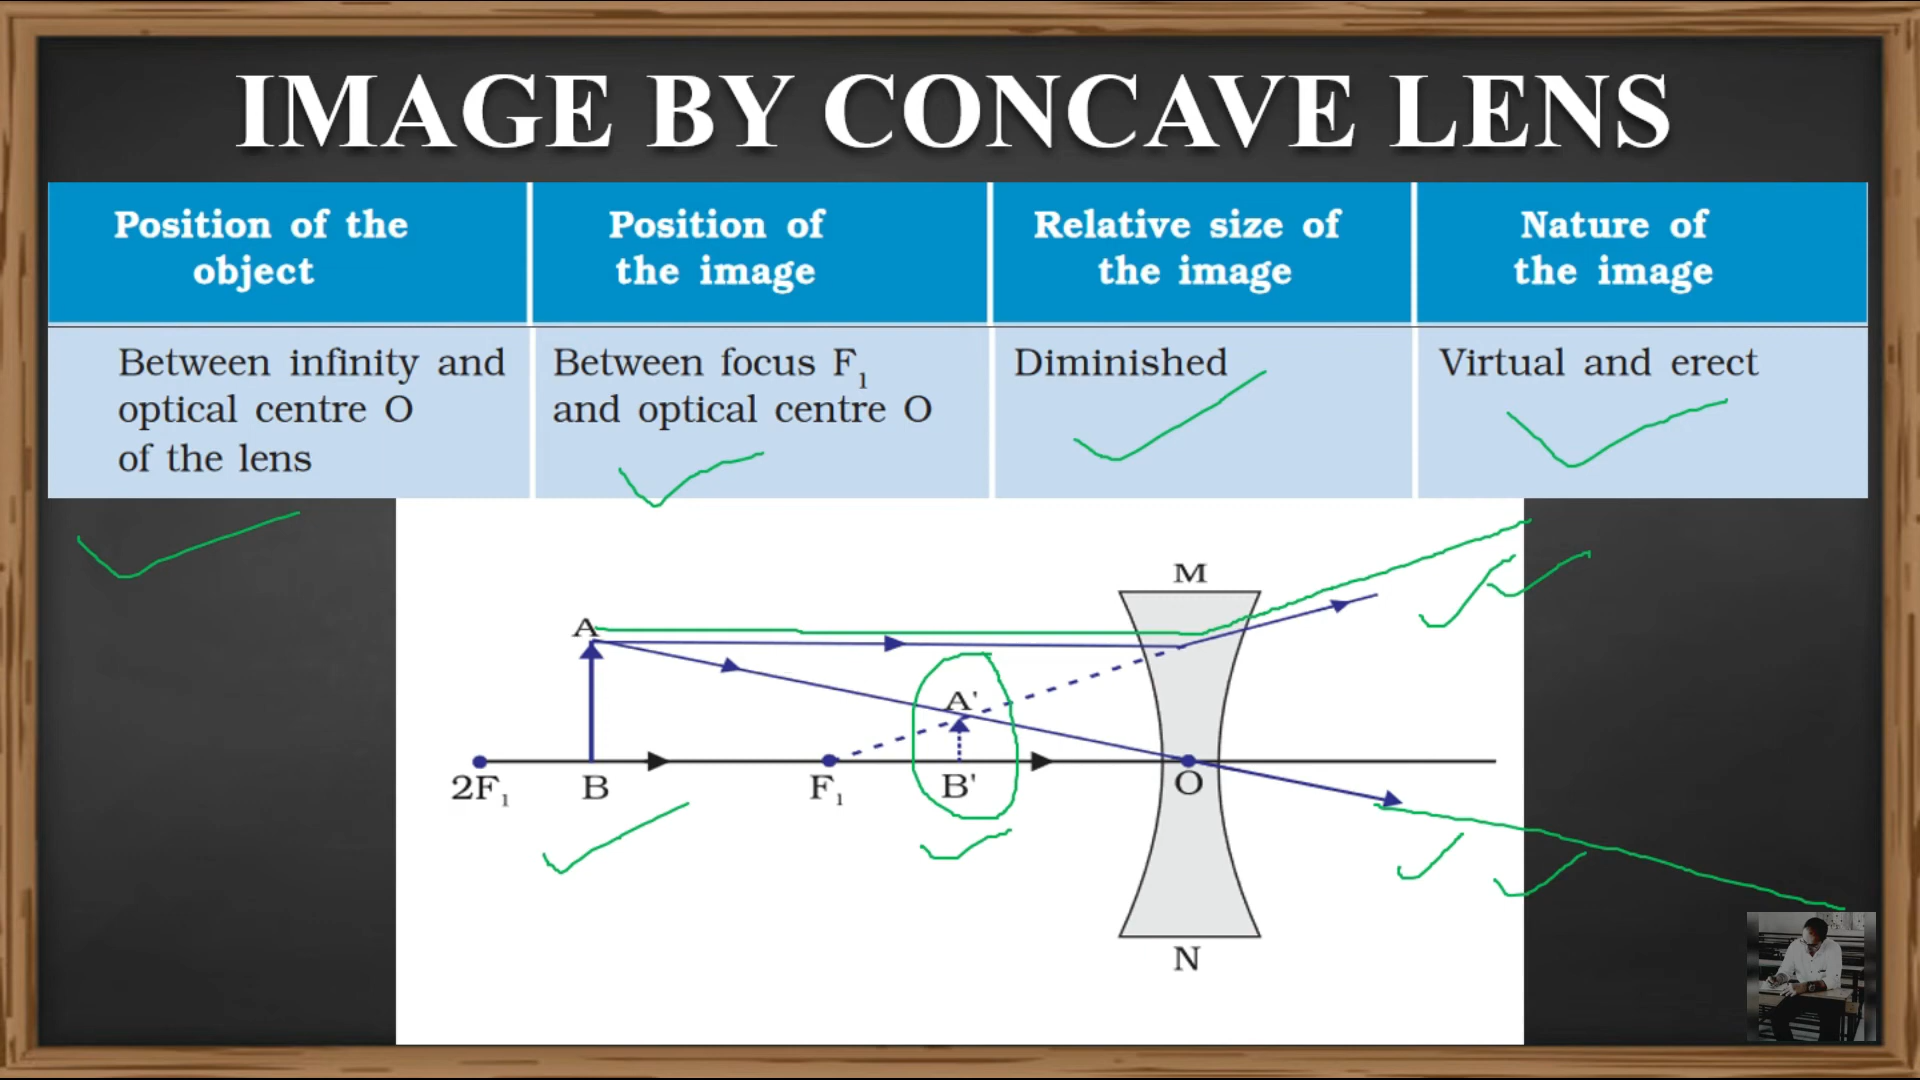 IMAGE BY CONCAVE LENS
Position of the
object
Position of
the image
Relative size of
the image
Nature of
the image
Between infinity and
optical centre O
of the lens
Between focus F₁
and optical centre O
Diminished
Virtual and erect
M
A
A'
2F₁
B
F₁
B'
O
N